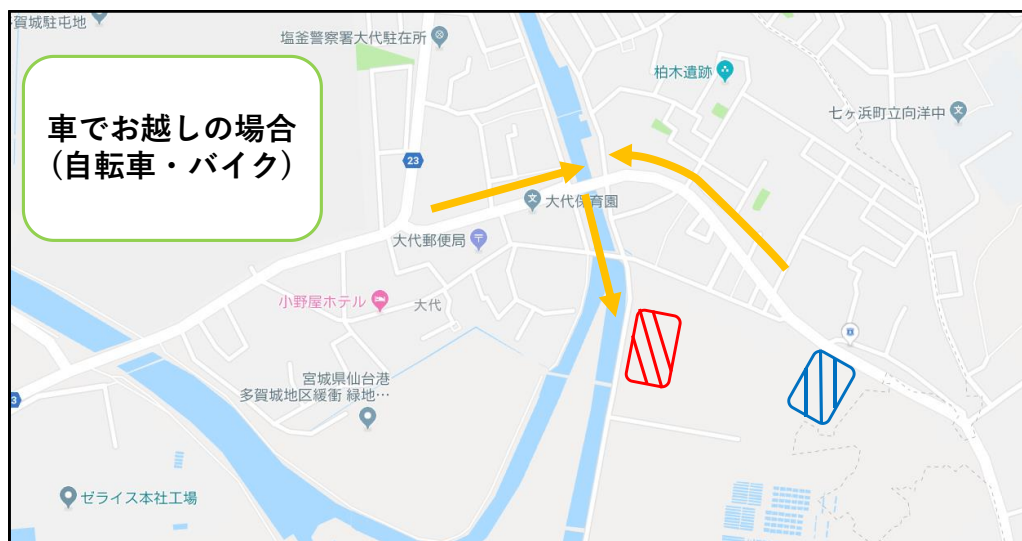 賀城駐屯地
塩釜警察署大代駐在所
柏木遺跡
七ヶ浜町立向洋中
車でお越しの場合
(自転車・バイク)
23
大代保育園
大代郵便局
小野屋ホテル
大代
宮城県仙台港
多賀城地区緩衝 緑地…
3
ゼライス本社工場